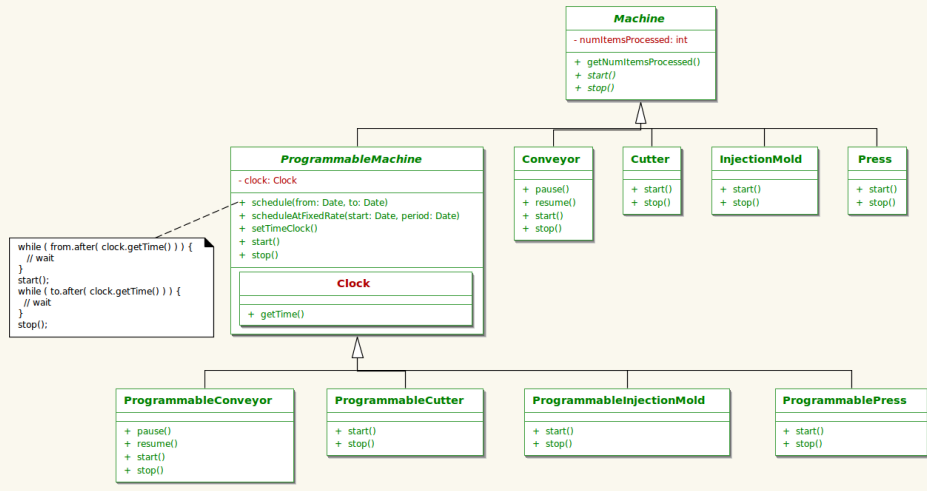 Machine
- numItemsProcessed: int
+ getNumItemsProcessed()
+ start()
+ stop()
ProgrammableMachine
- clock: Clock
+ schedule(from: Date, to: Date)
+ scheduleAtFixedRate(start: Date, period: Date)
+ setTimeClock()
+ start()
+ stop()
Clock
+ getTime()
Conveyor
+ pause()
+ resume()
+ start()
+ stop()
Cutter
+ start()
+ stop()
InjectionMold
+ start()
+ stop()
Press
+ start()
+ stop()
while ( from.after( clock.getTime() ) ) {
// wait
}
start();
while ( to.after( clock.getTime() ) ) {
// wait
}
stop();
ProgrammableConveyor
+ pause()
+ resume()
+ start()
+ stop()
ProgrammableCutter
+ start()
+ stop()
ProgrammableInjectionMold
+ start()
+ stop()
ProgrammablePress
+ start()
+ stop()